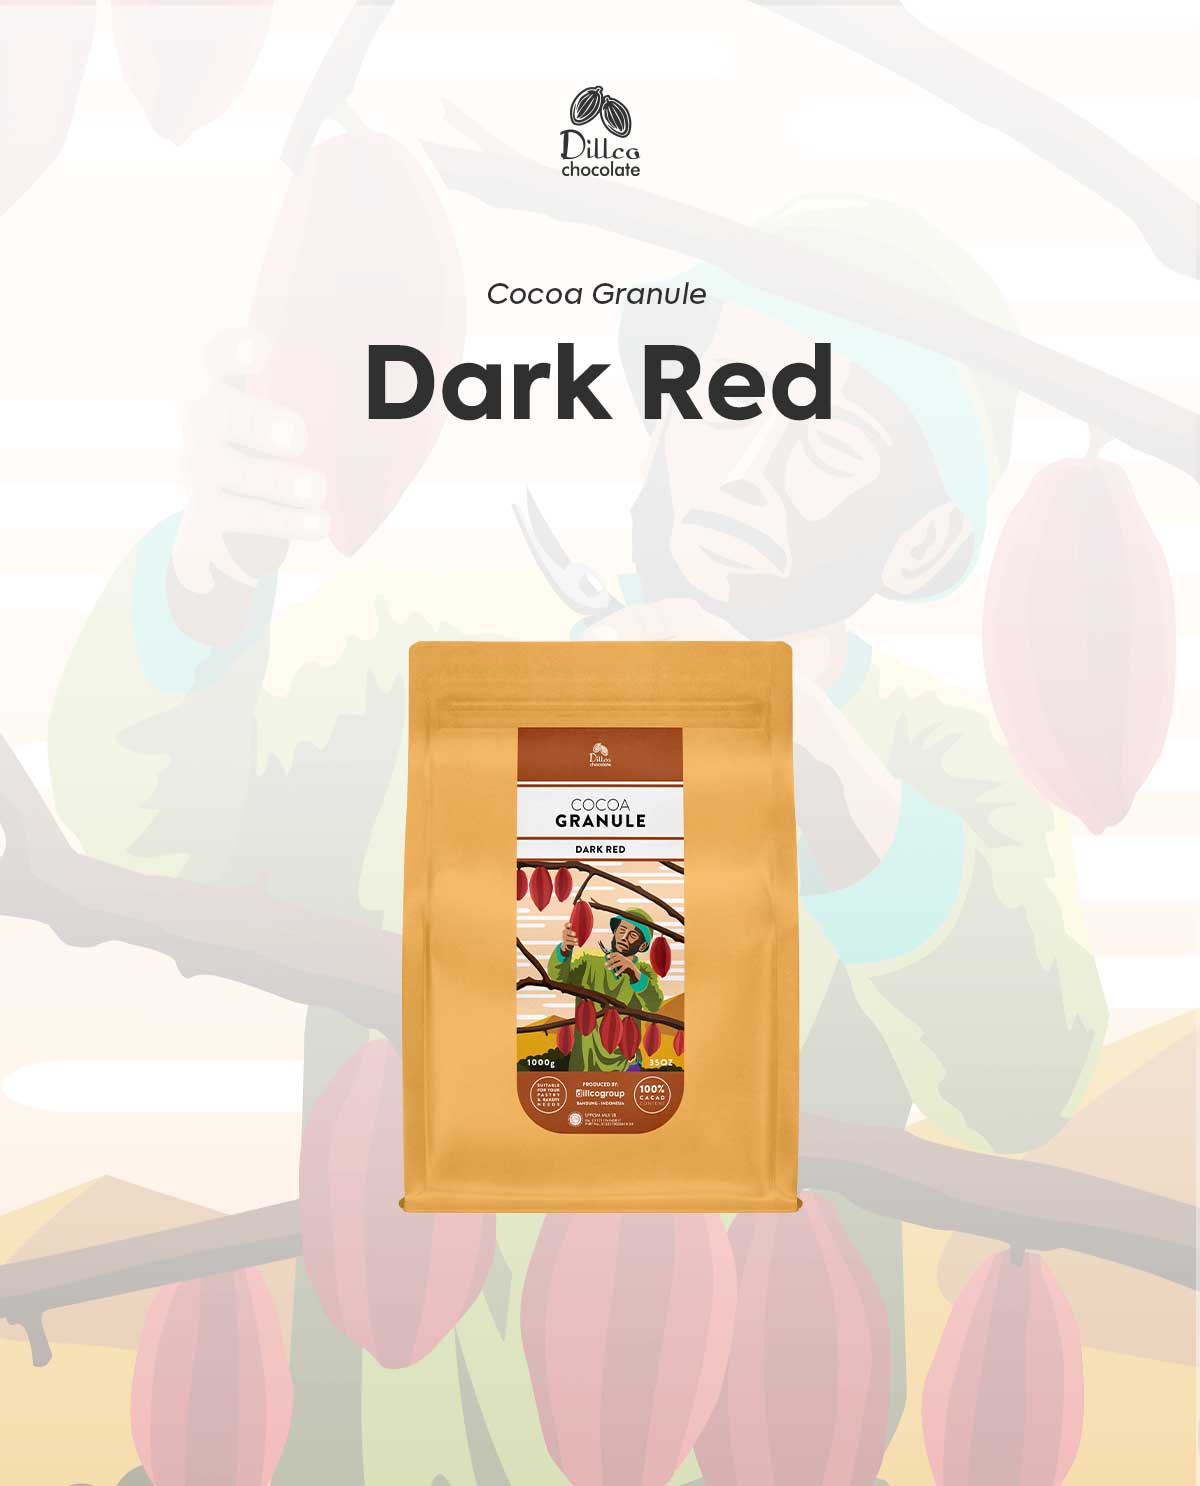 Dillco
chocolate
Cocoa Granule
Dark Red
Dillco
chocolate
COCOA
GRANULE
DARK RED
1000g
35OZ
SUITABLE
FOR YOUR
PASTRY
& BAKERY
NEEDS
PRODUCED BY:
dillcogroup
BANDUNG - INDONESIA
100%
CACAO
CONTENT